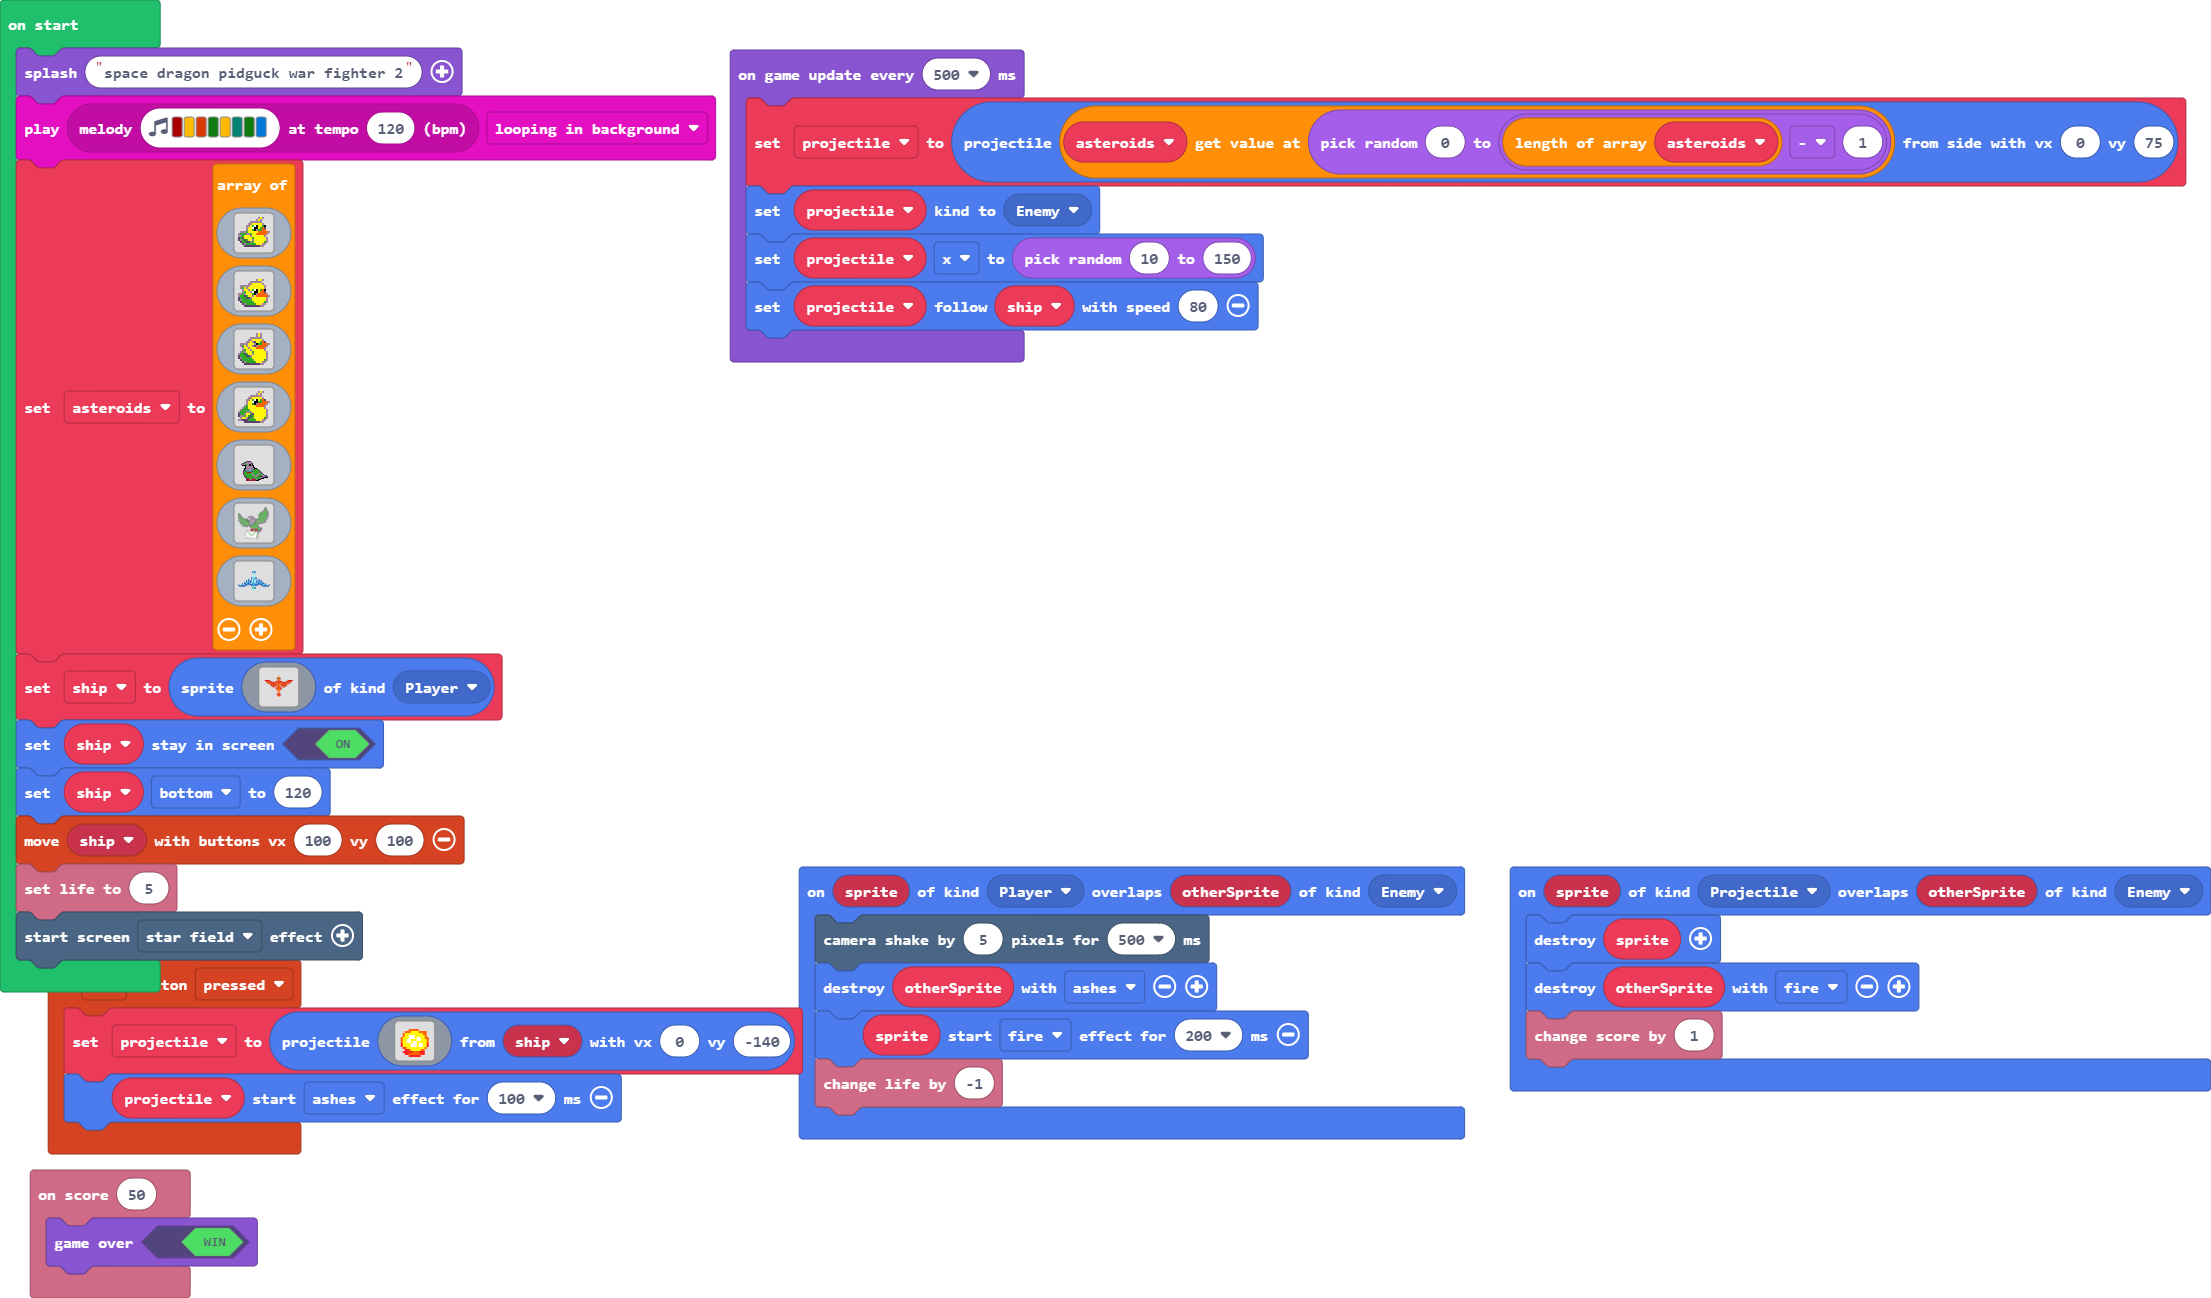 on start
splash "space dragon pidguck war fighter 2"
play melody at tempo 120 (bpm) looping in background
set asteroids to array of
set ship to sprite of kind Player
set ship stay in screen ON
set ship bottom to 120
move ship with buttons vx 100 vy 100
set life to 5
start screen star field effect
ton pressed
set projectile to projectile from ship with vx 0 vy -140
projectile start ashes effect for 100 ms
on score 50
game over WIN
on game update every 500 ms
set projectile to projectile asteroids get value at pick random 0 to length of array asteroids - 1 from side with vx 0 vy 75
set projectile kind to Enemy
set projectile x to pick random 10 to 150
set projectile follow ship with speed 80
on sprite of kind Player overlaps otherSprite of kind Enemy
camera shake by 5 pixels for 500 ms
destroy otherSprite with ashes
sprite start fire effect for 200 ms
change life by -1
on sprite of kind Projectile overlaps otherSprite of kind Enemy
destroy sprite
destroy otherSprite with fire
change score by 1